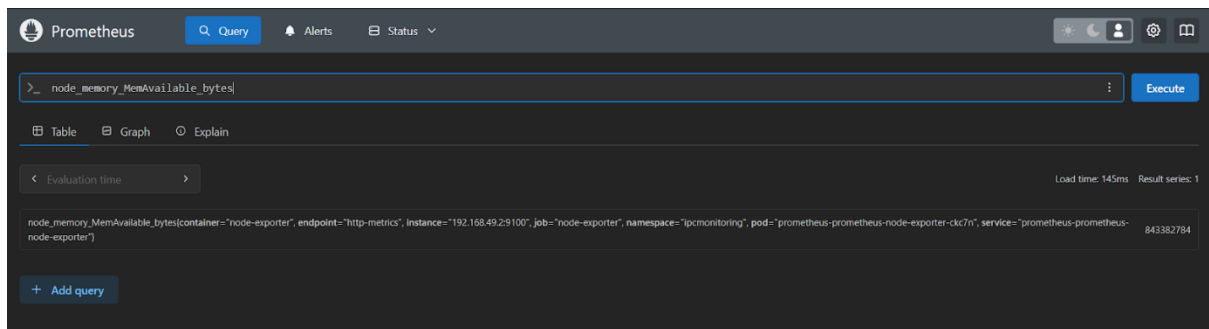 Prometheus Query Alerts Status
>_ node_memory_MemAvailable_bytes Execute
Table Graph Explain
Evaluation time Load time: 145ms Result series: 1
node_memory_MemAvailable_bytes{container="node-exporter", endpoint="http-metrics", instance="192.168.49.2:9100", job="node-exporter", namespace="ipcmonitoring", pod="prometheus-prometheus-node-exporter-ckc7n", service="prometheus-prometheus-
node-exporter"} 843382784
+ Add query